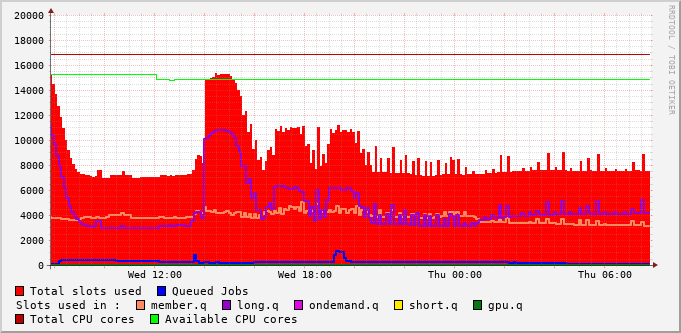 20000
18000
16000
14000
12000
10000
8000
6000
4000
2000
0
Wed 12:00 Wed 18:00 Thu 00:00 Thu 06:00
RRDTOOL / TOBI OETIKER
Total slots used Queued Jobs
Slots used in : member.q long.q ondemand.q short.q gpu.q
Total CPU cores Available CPU cores